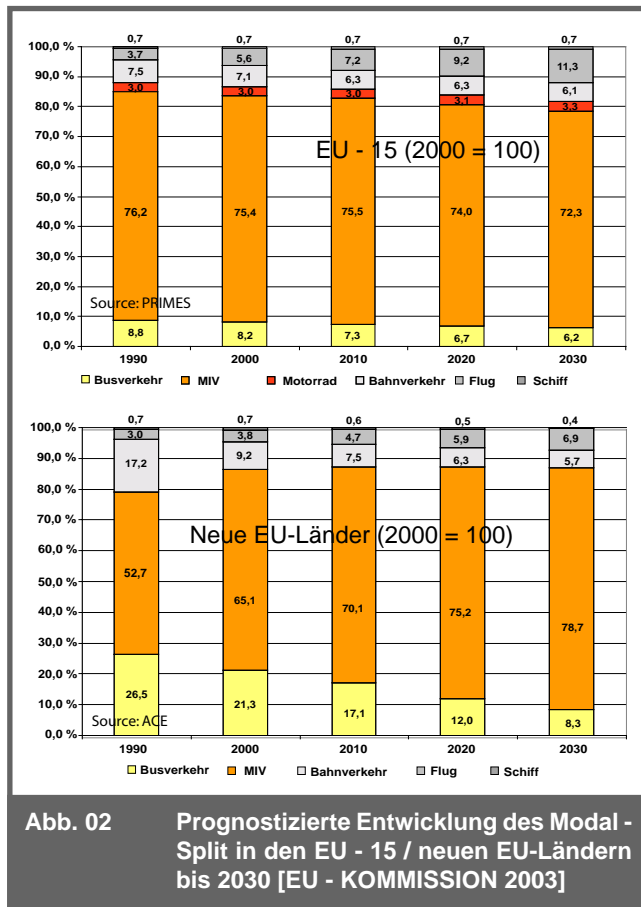 0,7 0,7 0,7 0,7 0,7
100,0 %
3,7 5,6 7,2 9,2 11,3
90,0 %
7,5 7,1 6,3 6,3 6,1
3,0 3,0 3,0 3,1 3,3
80,0 %
70,0 %
EU - 15 (2000 = 100)
60,0 %
50,0 %
76,2 75,4 75,5 74,0 72,3
40,0 %
30,0 %
20,0 %
Source: PRIMES
10,0 %
8,8 8,2 7,3 6,7 6,2
0,0 %
1990 2000 2010 2020 2030
Busverkehr MIV Motorrad Bahnverkehr Flug Schiff
0,7 0,7 0,6 0,5 0,4
100,0 %
3,0 3,8 4,7 5,9 6,9
90,0 %
17,2 9,2 7,5 6,3 5,7
80,0 %
70,0 %
Neue EU-Länder (2000 = 100)
60,0 %
50,0 %
52,7 65,1 70,1 75,2 78,7
40,0 %
30,0 %
20,0 %
26,5 21,3 17,1 12,0 8,3
10,0 %
Source: ACE
0,0 %
1990 2000 2010 2020 2030
Busverkehr MIV Bahnverkehr Flug Schiff
Abb. 02 Prognostizierte Entwicklung des Modal -
Split in den EU - 15 / neuen EU-Ländern
bis 2030 [EU - KOMMISSION 2003]